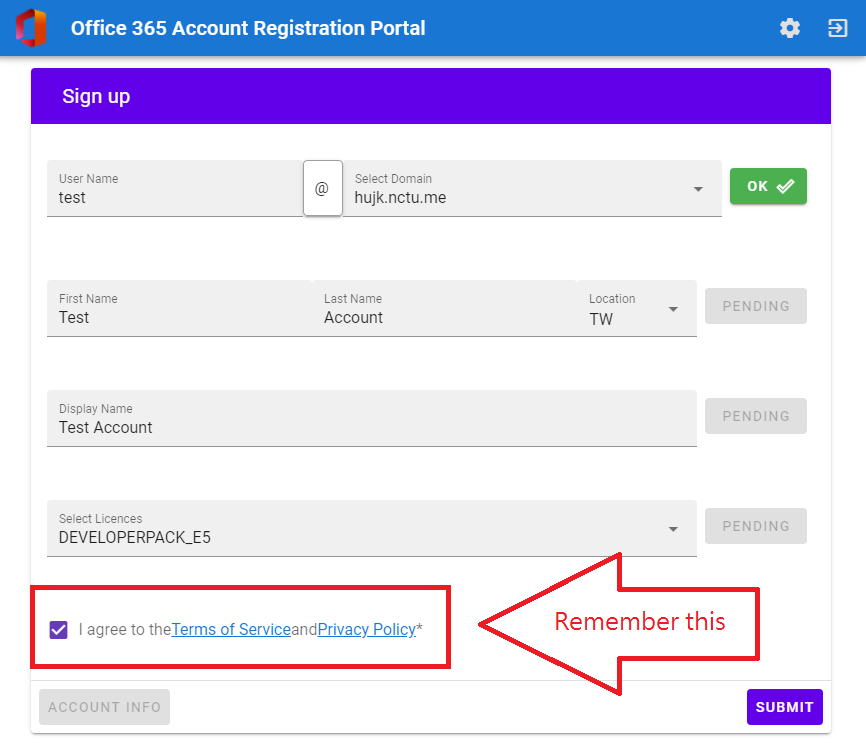 Office 365 Account Registration Portal
Sign up
User Name
test
@
Select Domain
hujk.nctu.me
OK
First Name
Test
Last Name
Account
Location
TW
PENDING
Display Name
Test Account
PENDING
Select Licences
DEVELOPERPACK_E5
PENDING
I agree to theTerms of ServiceandPrivacy Policy*
Remember this
ACCOUNT INFO
SUBMIT